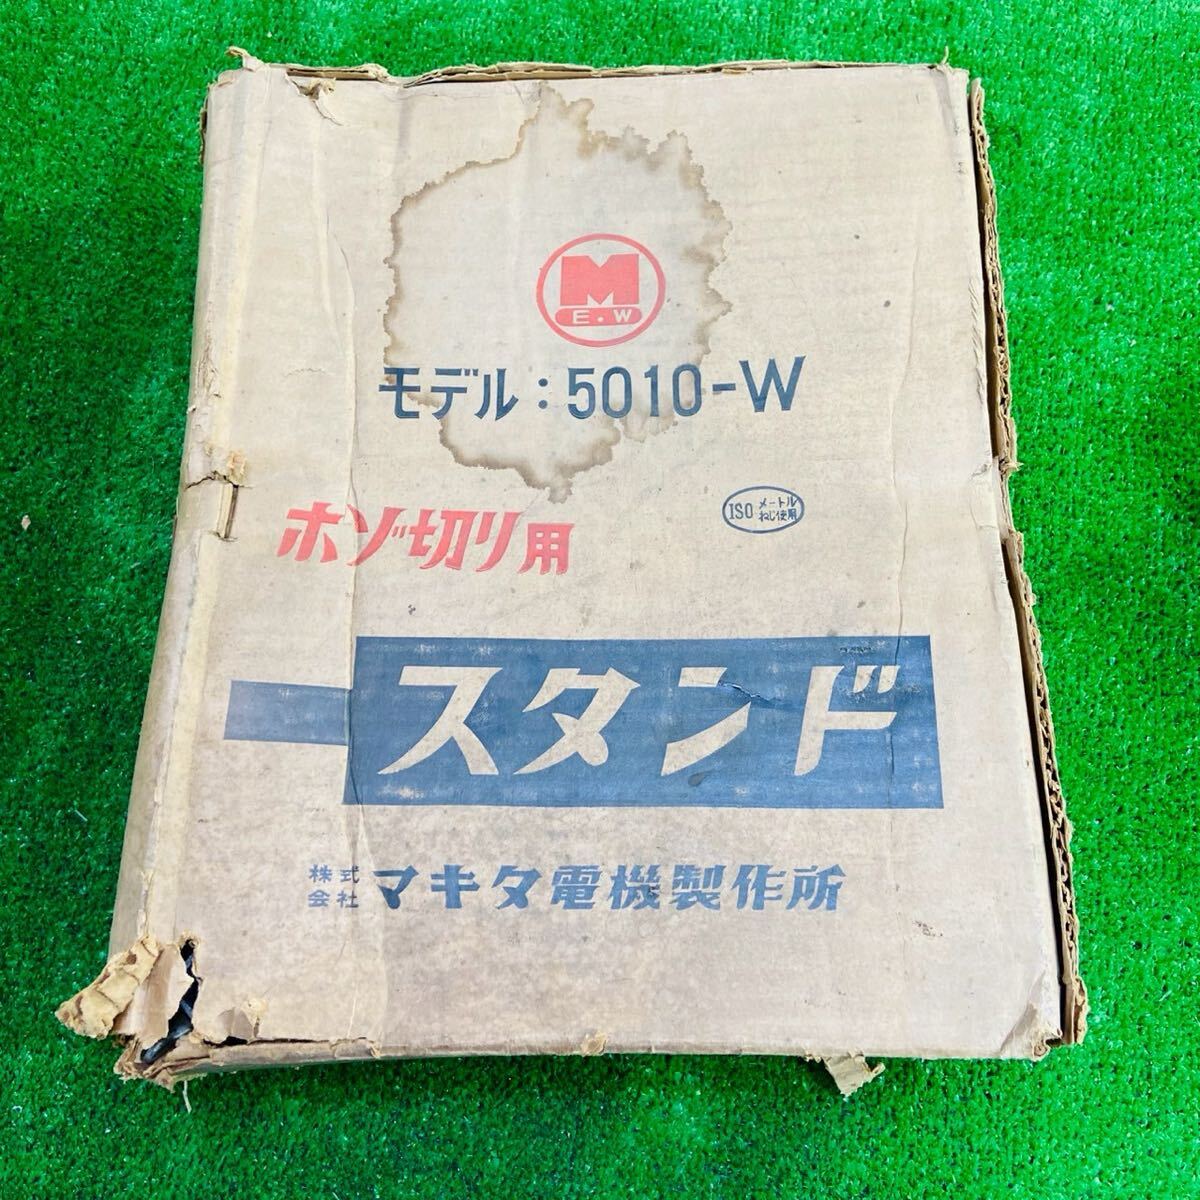 M
E・W
モデル：5010-W
ホゾ切り用
ISO メートル
ねじ使用
スタンド
株式
会社 マキタ電機製作所